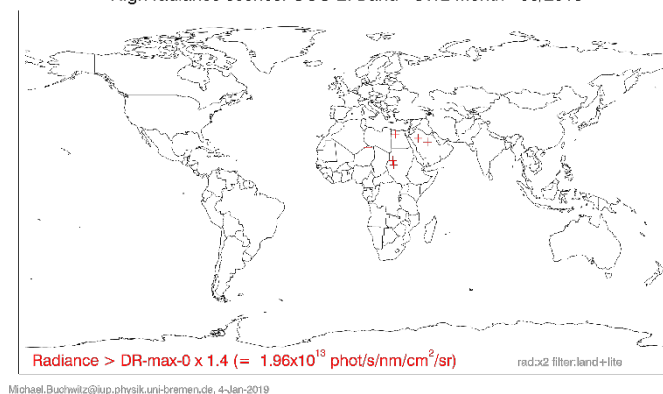 Radiance > DR-max-0 x 1.4 (= 1.96x10¹³ phot/s/nm/cm²/sr)
rad:x2 filter:land+lite
Michael.Buchwitz@iup.physik.uni-bremen.de, 4-Jan-2019